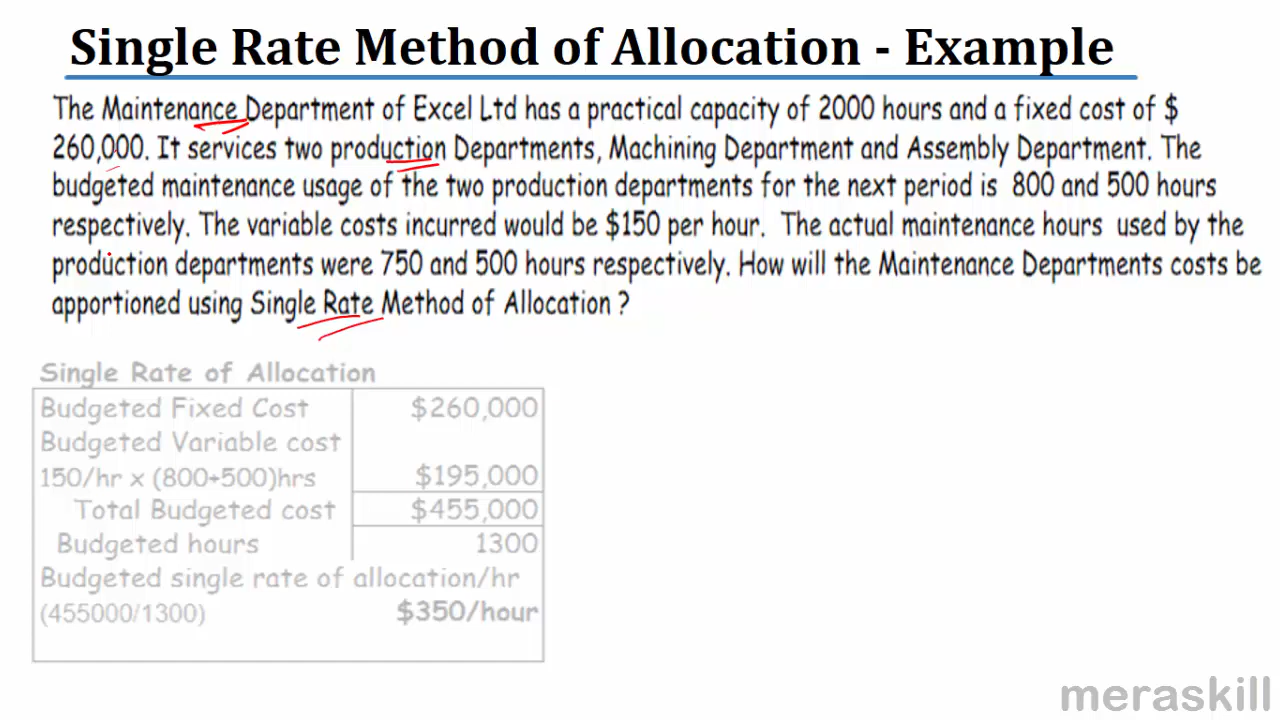 Single Rate Method of Allocation - Example
The Maintenance Department of Excel Ltd has a practical capacity of 2000 hours and a fixed cost of $
260,000. It services two production Departments, Machining Department and Assembly Department. The
budgeted maintenance usage of the two production departments for the next period is 800 and 500 hours
respectively. The variable costs incurred would be $150 per hour. The actual maintenance hours used by the
production departments were 750 and 500 hours respectively. How will the Maintenance Departments costs be
apportioned using Single Rate Method of Allocation ?
Single Rate of Allocation
Budgeted Fixed Cost $260,000
Budgeted Variable cost
150/hr x (800+500)hrs $195,000
Total Budgeted cost $455,000
Budgeted hours 1300
Budgeted single rate of allocation/hr
(455000/1300) $350/hour
meraskill